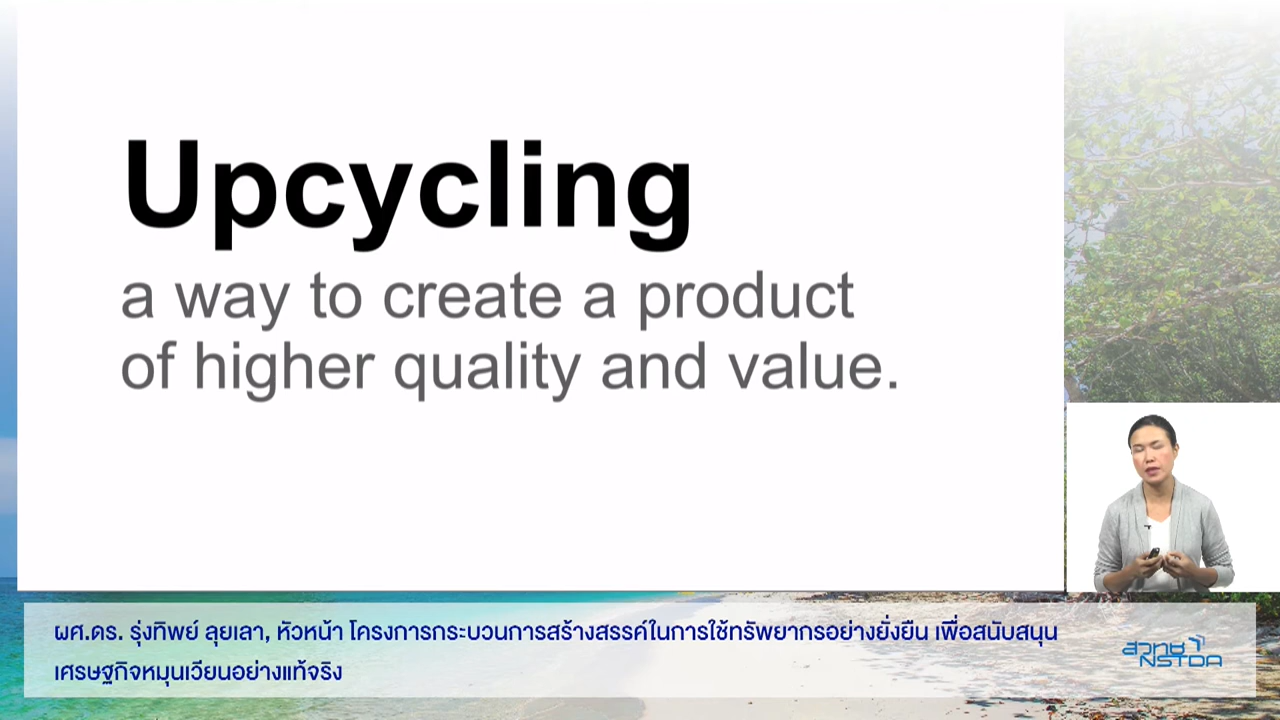 Upcycling
a way to create a product
of higher quality and value.
ผศ.ดร. รุ่งทิพย์ ลุยเลา, หัวหน้า โครงการกระบวนการสร้างสรรค์ในการใช้ทรัพยากรอย่างยั่งยืน เพื่อสนับสนุน
เศรษฐกิจหมุนเวียนอย่างแท้จริง
สวทช
NSTDA